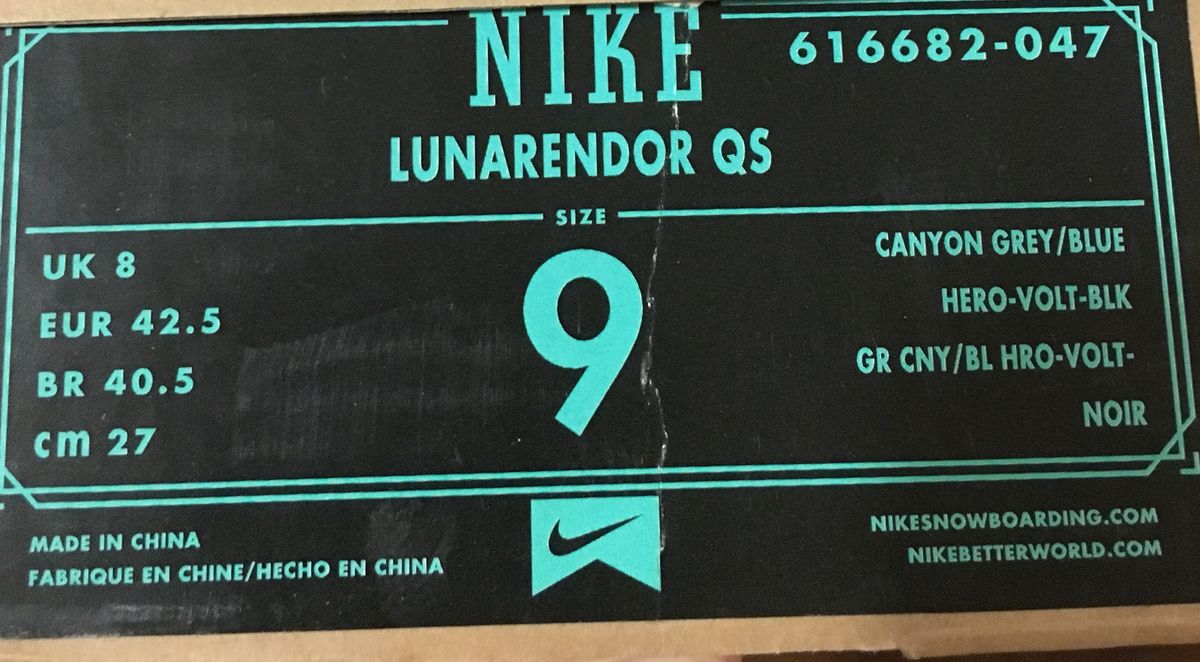 NIKE
616682-047
LUNARENDOR QS
SIZE
UK 8
EUR 42.5
BR 40.5
cm 27
9
CANYON GREY/BLUE
HERO-VOLT-BLK
GR CNY/BL HRO-VOLT-
NOIR
MADE IN CHINA
FABRIQUE EN CHINE/HECHO EN CHINA
NIKESNOWBOARDING.COM
NIKEBETTERWORLD.COM